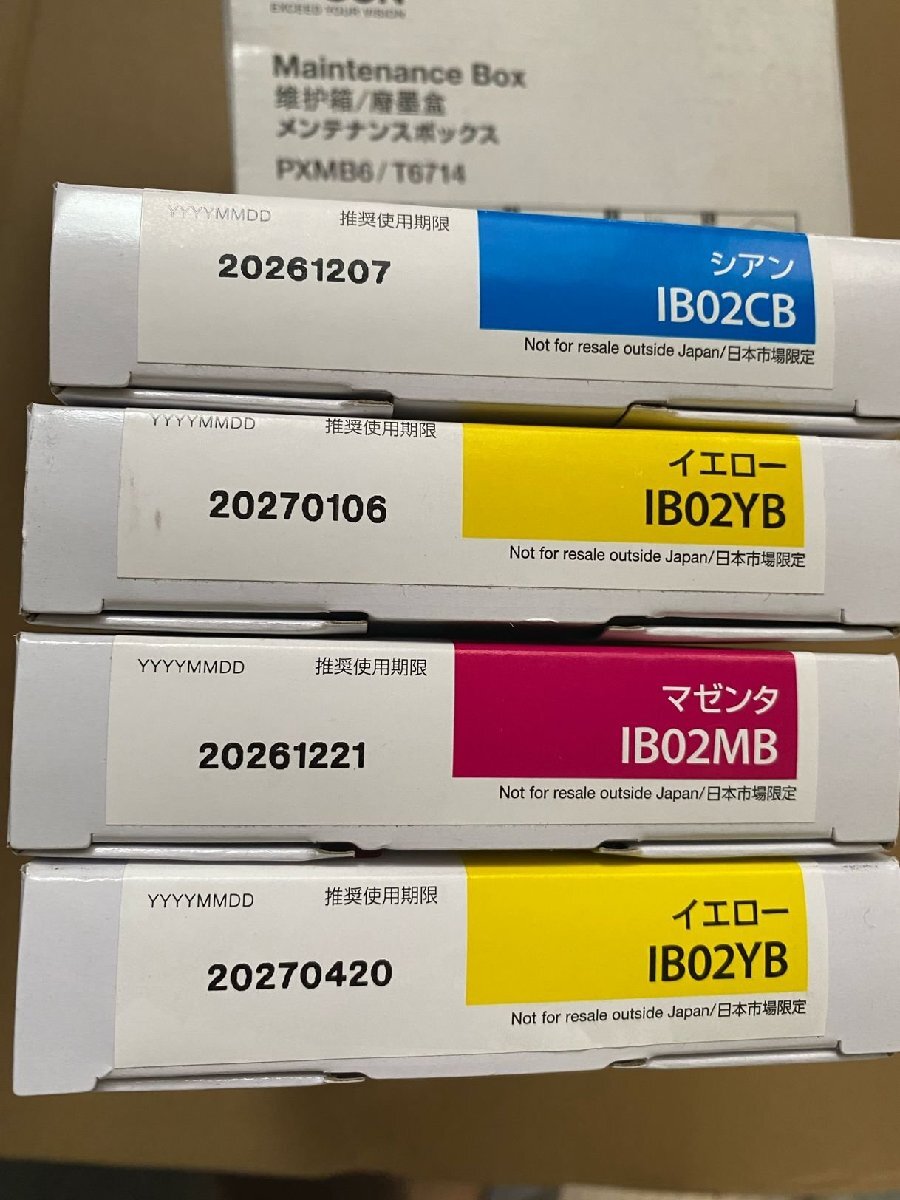 EXCEED YOUR VISION
Maintenance Box
维护箱/废墨盒
メンテナンスボックス
PXMB6/T6714
YYYYMMDD 推奨使用期限
20261207
シアン
IB02CB
Not for resale outside Japan/日本市場限定
YYYYMMDD 推奨使用期限
20270106
イエロー
IB02YB
Not for resale outside Japan/日本市場限定
YYYYMMDD 推奨使用期限
20261221
マゼンタ
IB02MB
Not for resale outside Japan/日本市場限定
YYYYMMDD 推奨使用期限
20270420
イエロー
IB02YB
Not for resale outside Japan/日本市場限定